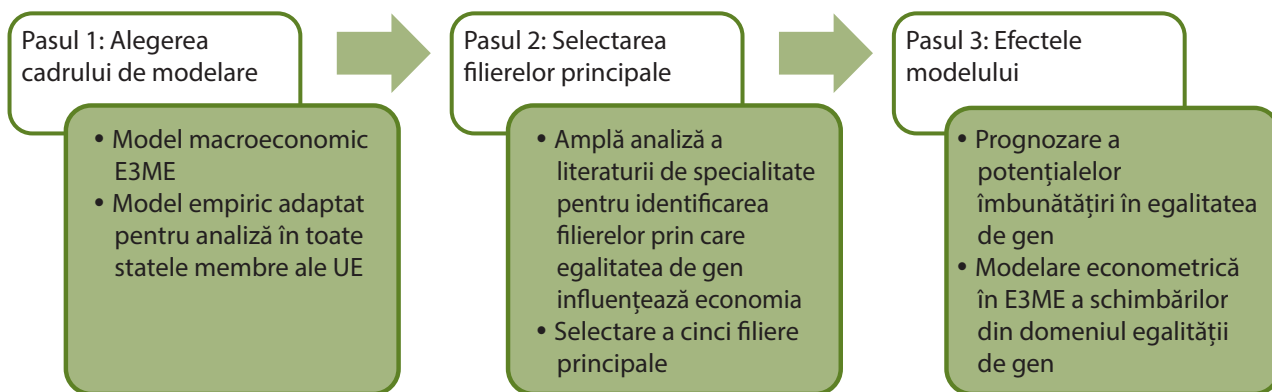 Pasul 1: Alegerea
cadrului de modelare
• Model macroeconomic
E3ME
• Model empiric adaptat
pentru analiză în toate
statele membre ale UE
Pasul 2: Selectarea
filierelor principale
• Amplă analiză a
literaturii de specialitate
pentru identificarea
filierelor prin care
egalitatea de gen
influențează economia
• Selectare a cinci filiere
principale
Pasul 3: Efectele
modelului
• Prognozare a
potențialelor
îmbunătățiri în egalitatea
de gen
• Modelare econometrică
în E3ME a schimbărilor
din domeniul egalității
de gen